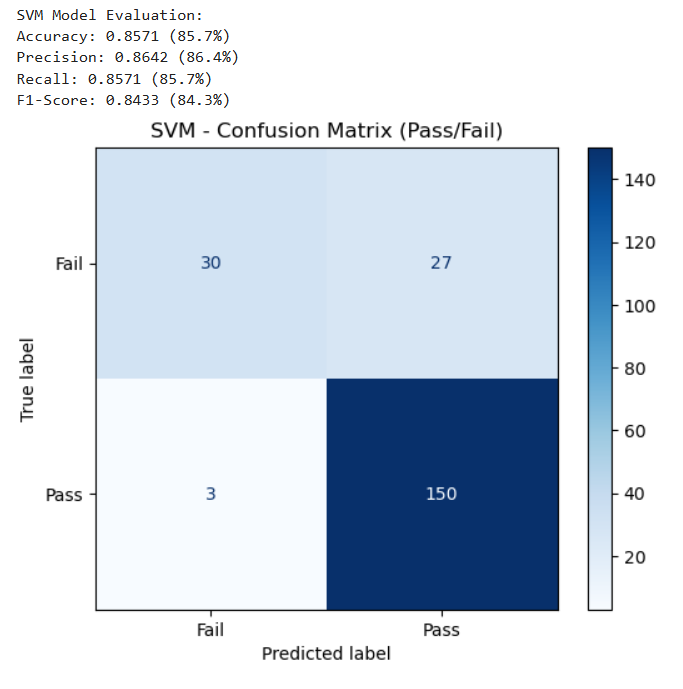 SVM Model Evaluation:
Accuracy: 0.8571 (85.7%)
Precision: 0.8642 (86.4%)
Recall: 0.8571 (85.7%)
F1-Score: 0.8433 (84.3%)
SVM - Confusion Matrix (Pass/Fail)
Fail
30
27
Pass
3
150
Fail
Pass
Predicted label
True label
140
120
100
80
60
40
20